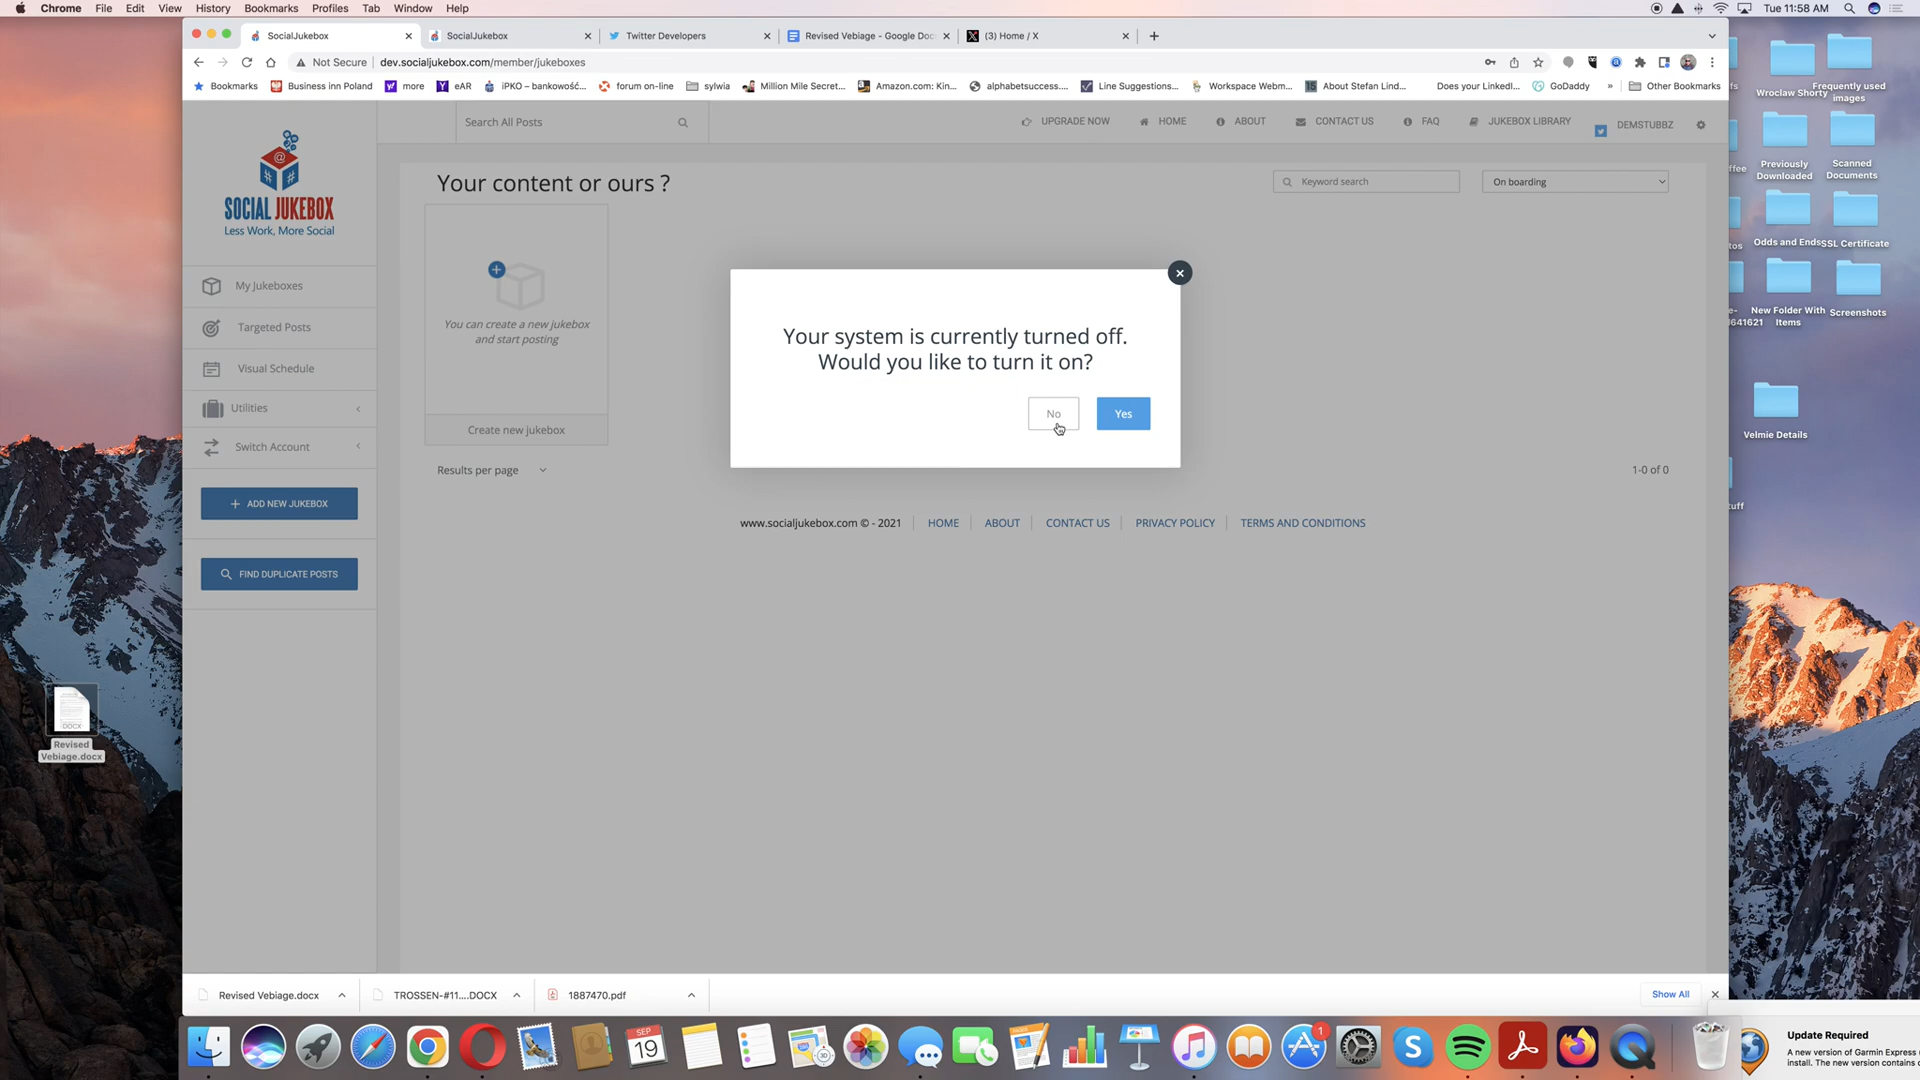 Chrome File Edit View History Bookmarks Profiles Tab Window Help
Tue 11:58 AM
SocialJukebox
SocialJukebox
Twitter Developers
Revised Vebiage - Google Doc
(3) Home / X
Not Secure
dev.socialjukebox.com/member/jukeboxes
Bookmarks
Business inn Poland
more
eAR
iPKO – bankowość...
forum on-line
sylwia
Million Mile Secret...
Amazon.com: Kin...
alphabetsuccess....
Line Suggestions...
Workspace Webm...
About Stefan Lind...
Does your LinkedI...
GoDaddy
»
Other Bookmarks
SOCIAL JUKEBOX
Less Work, More Social
Search All Posts
UPGRADE NOW
HOME
ABOUT
CONTACT US
FAQ
JUKEBOX LIBRARY
DEMSTUBBZ
Your content or ours ?
Keyword search
On boarding
My Jukeboxes
Targeted Posts
Visual Schedule
Utilities
Switch Account
ADD NEW JUKEBOX
FIND DUPLICATE POSTS
You can create a new jukebox
and start posting
Create new jukebox
Results per page
1-0 of 0
Your system is currently turned off.
Would you like to turn it on?
No
Yes
www.socialjukebox.com © - 2021
HOME
ABOUT
CONTACT US
PRIVACY POLICY
TERMS AND CONDITIONS
Wroclaw Shorty
Frequently used
images
Previously
Downloaded
Scanned
Documents
Odds and Ends
SSL Certificate
New Folder With
Items
Screenshots
1641621
Velmie Details
Revised
Vebiage.docx
DOCX
Revised Vebiage.docx
TROSSEN-#11....DOCX
1887470.pdf
Show All
SEP
19
1
Update Required
A new version of Garmin Express
install. The new version contains